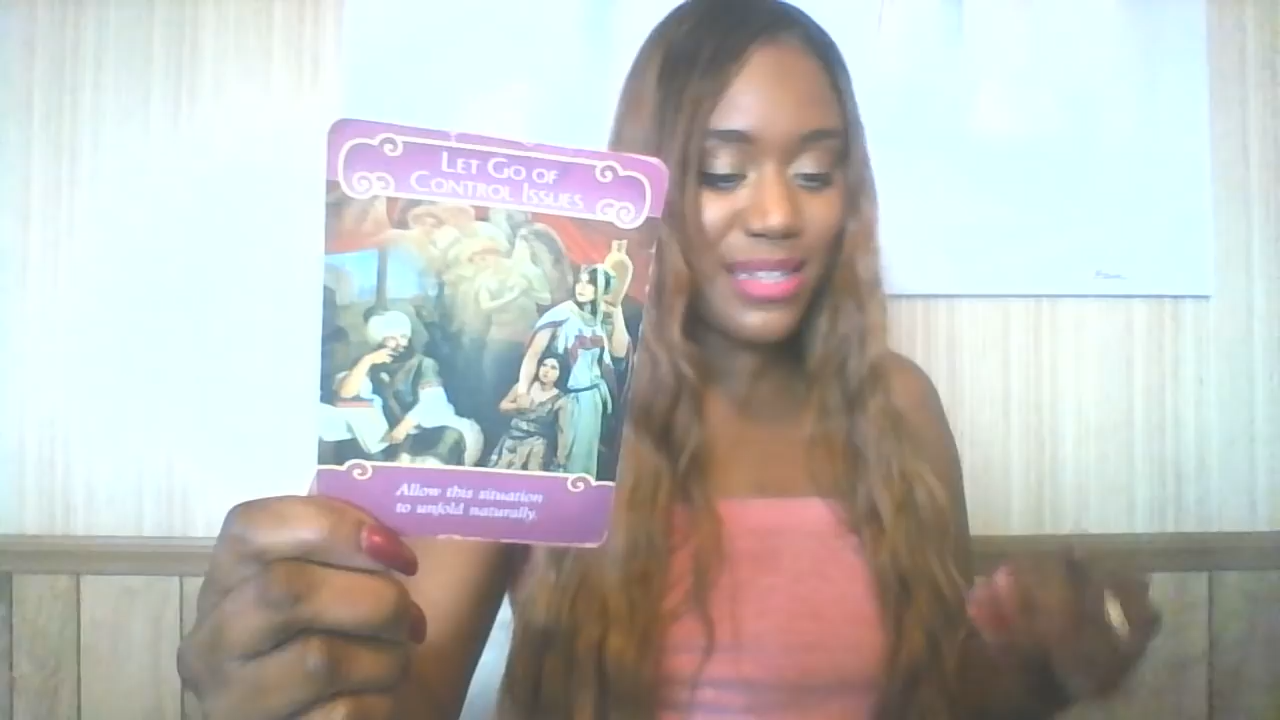 LET GO OF
CONTROL ISSUES
Allow this situation
to unfold naturally.